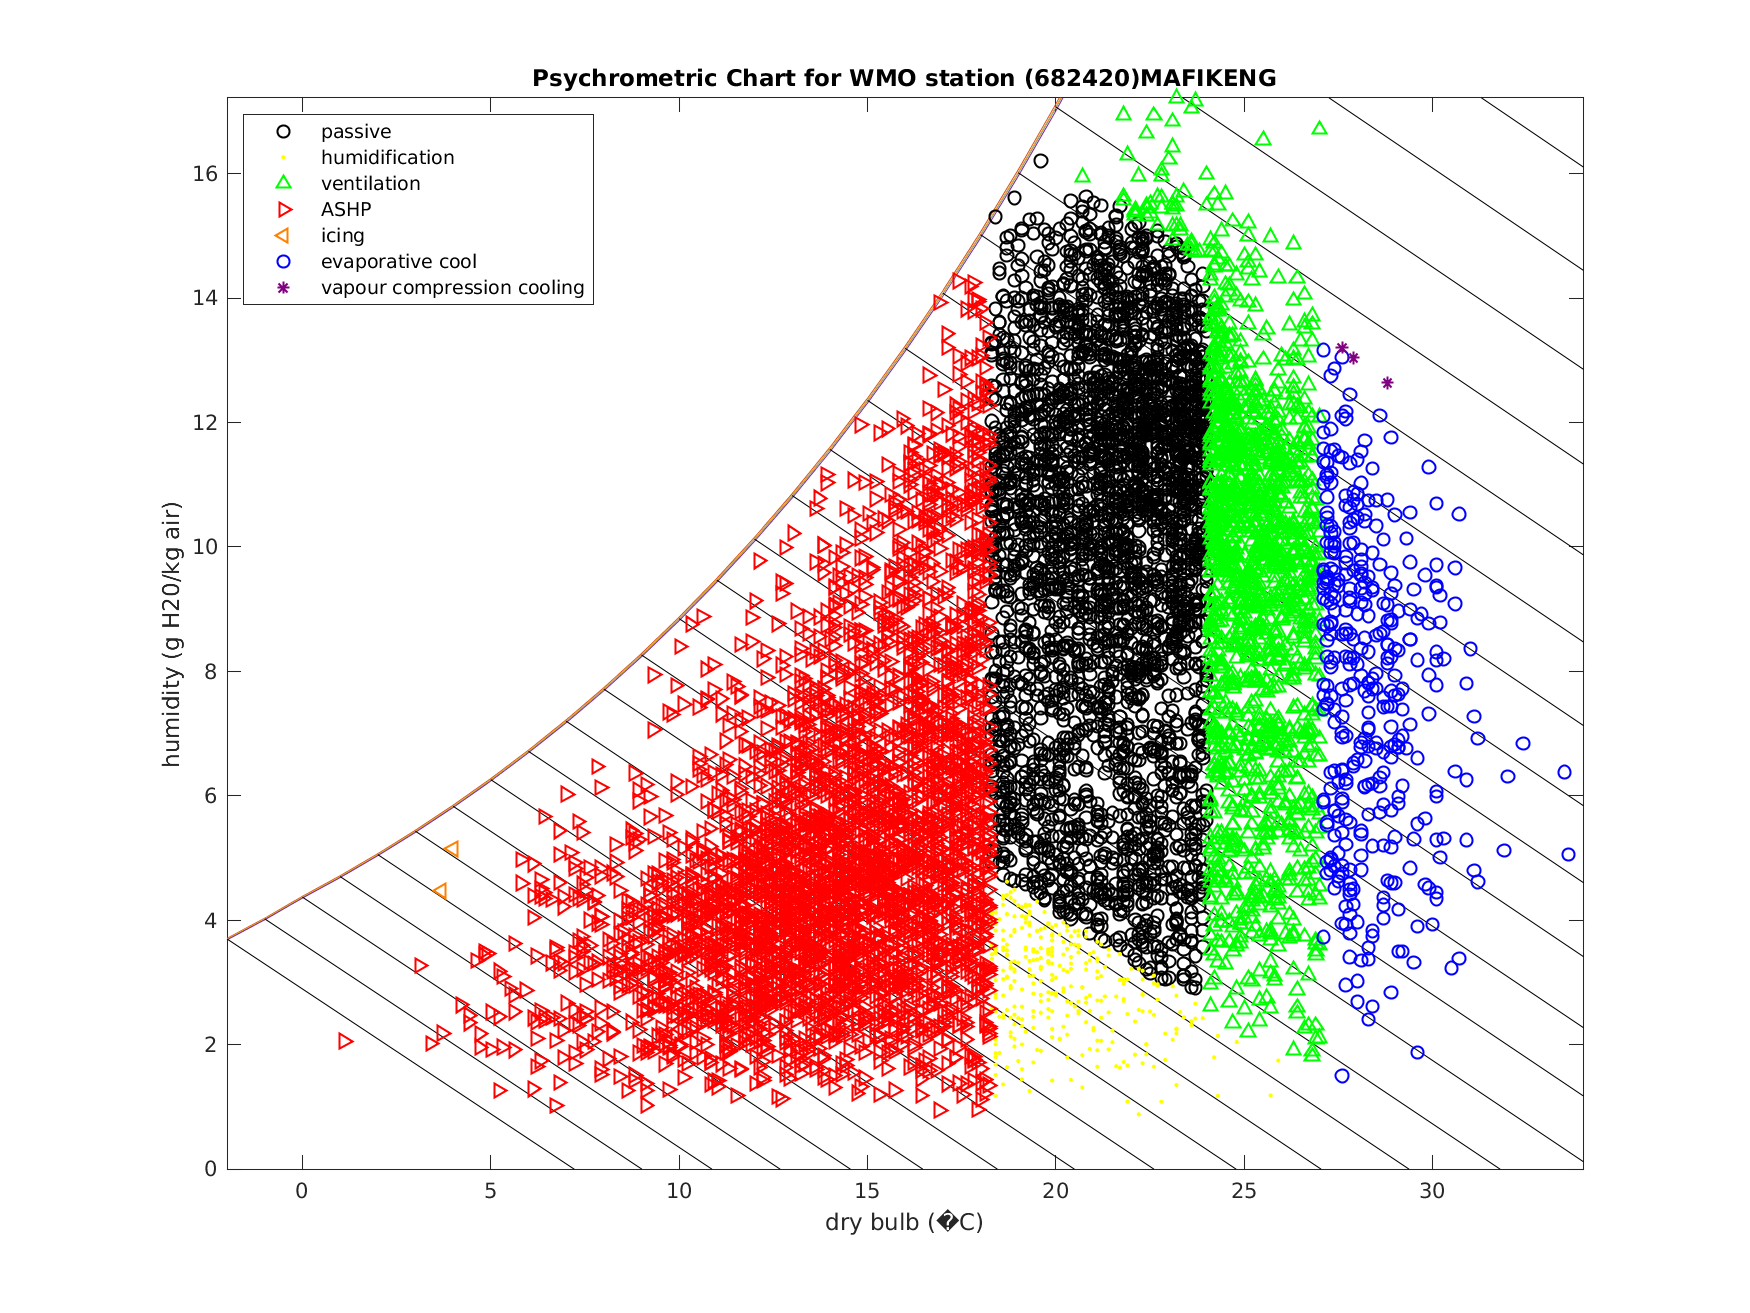 Psychrometric Chart for WMO station (682420)MAFIKENG
passive
humidification
ventilation
ASHP
icing
evaporative cool
vapour compression cooling
humidity (g H20/kg air)
16
14
12
10
8
6
4
2
0
0 5 10 15 20 25 30
dry bulb (�C)